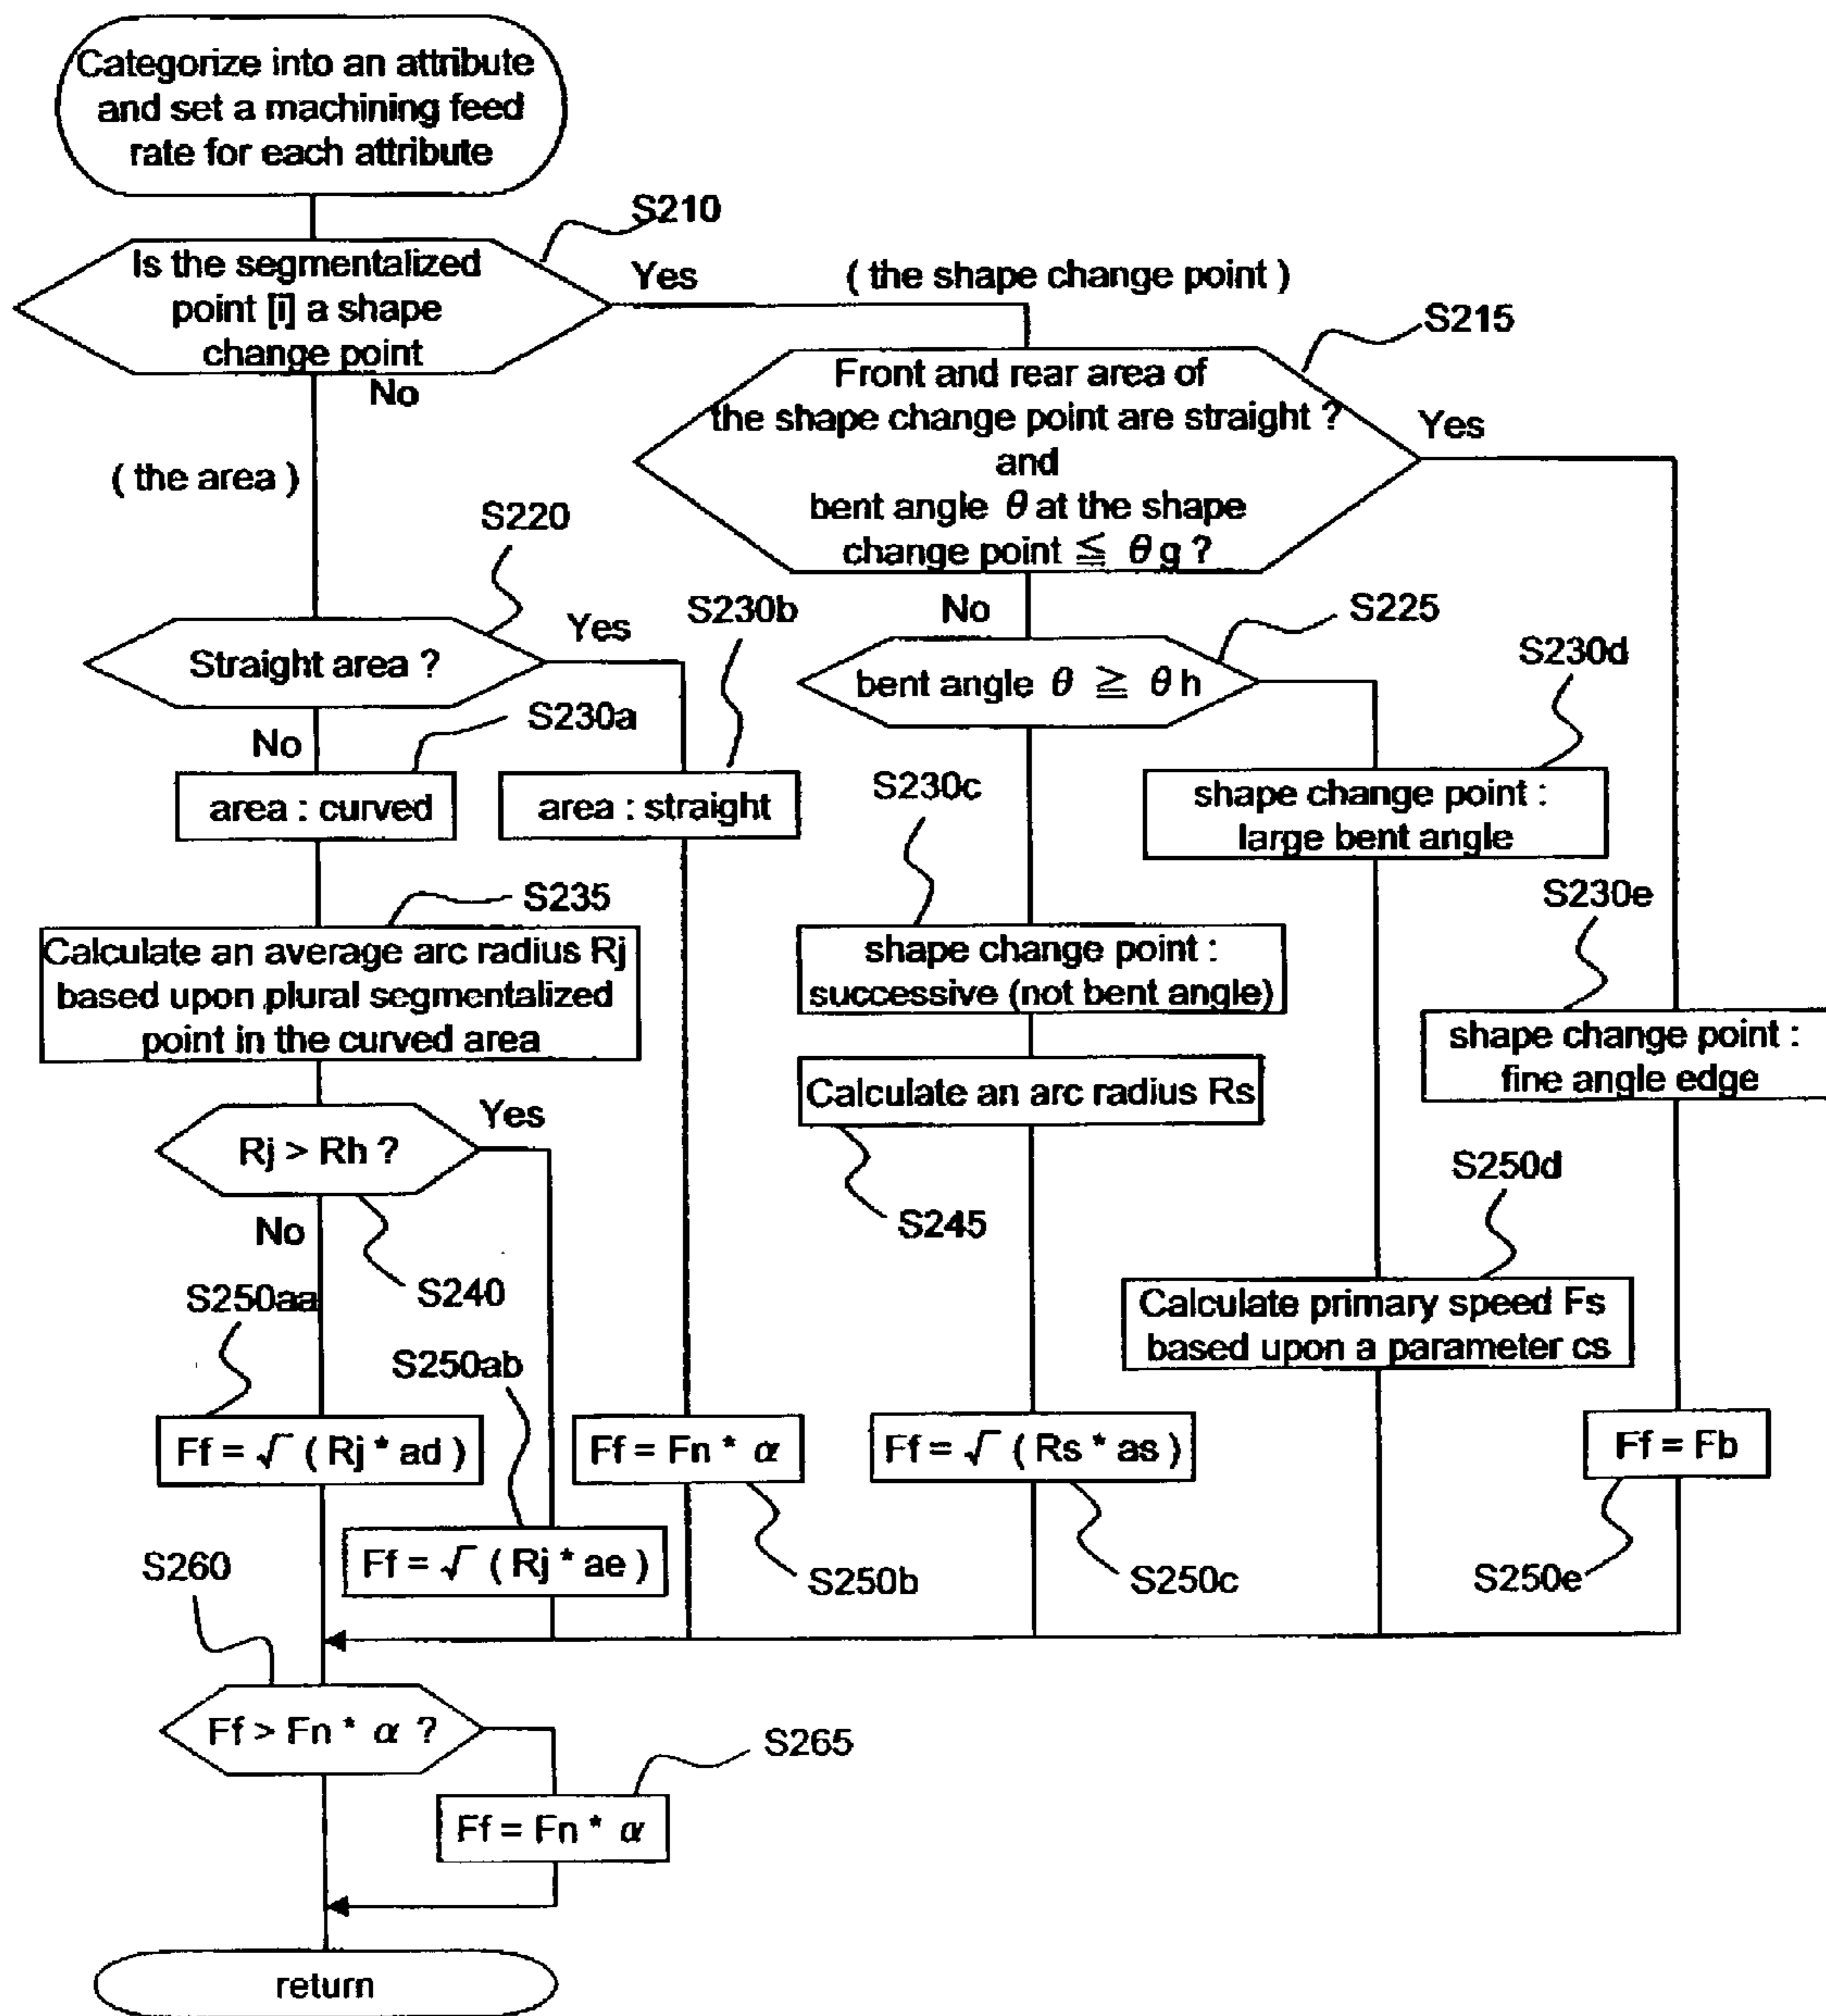 Categorize into an attribute
and set a machining feed
rate for each attribute
S210
Is the segmentalized
point [i] a shape
change point
Yes
( the shape change point )
No
S215
Front and rear area of
the shape change point are straight ?
and
bent angle θ at the shape
change point ≦ θg ?
Yes
( the area )
S220
No
S225
S230b
Straight area ?
Yes
bent angle θ ≧ θh
S230d
S230a
No
area : curved
area : straight
S230c
shape change point :
large bent angle
S235
S230e
Calculate an average arc radius Rj
based upon plural segmentalized
point in the curved area
shape change point :
successive (not bent angle)
shape change point :
fine angle edge
Calculate an arc radius Rs
Rj > Rh ?
Yes
S250d
No
S245
S240
S250aa
Calculate primary speed Fs
based upon a parameter cs
S250ab
Ff = √ ( Rj * ad )
Ff = Fn * α
Ff = √ ( Rs * as )
Ff = Fb
S260
Ff = √ ( Rj * ae )
S250b
S250c
S250e
Ff > Fn * α ?
S265
Ff = Fn * α
return